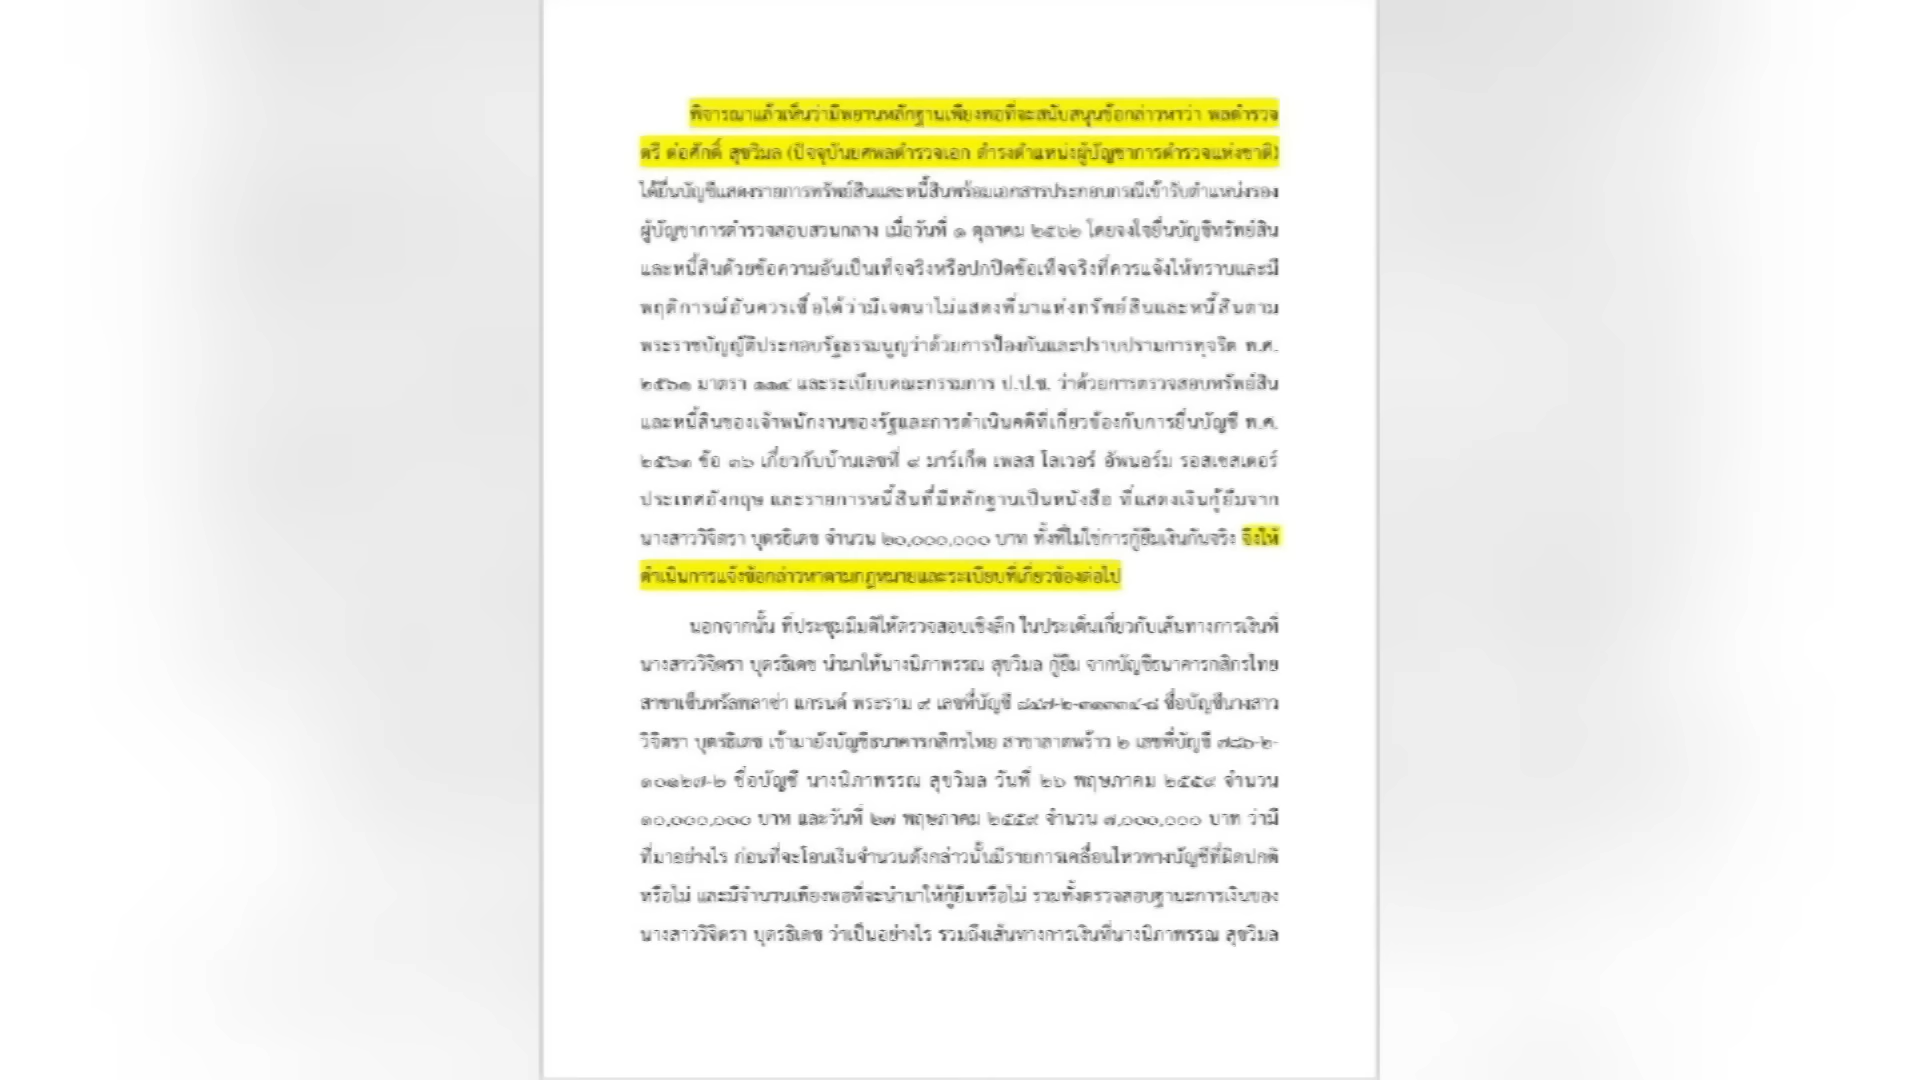 พิจารณาแล้วเห็นว่ามีพยานหลักฐานเพียงพอที่จะสนับสนุนข้อกล่าวหาว่า พลตำรวจ
ตรี ต่อศักดิ์ สุขวิมล (ปัจจุบันยศพลตำรวจเอก ดำรงตำแหน่งผู้บัญชาการตำรวจแห่งชาติ)
ได้ยื่นบัญชีแสดงรายการทรัพย์สินและหนี้สินพร้อมเอกสารประกอบกรณีเข้ารับตำแหน่งรอง
ผู้บัญชาการตำรวจสอบสวนกลาง เมื่อวันที่ ๑ ตุลาคม ๒๕๖๒ โดยจงใจยื่นบัญชีทรัพย์สิน
และหนี้สินด้วยข้อความอันเป็นเท็จจริงหรือปกปิดข้อเท็จจริงที่ควรแจ้งให้ทราบและมี
พฤติการณ์อันควรเชื่อได้ว่ามีเจตนาไม่แสดงที่มาแห่งทรัพย์สินและหนี้สินตาม
พระราชบัญญัติประกอบรัฐธรรมนูญว่าด้วยการป้องกันและปราบปรามการทุจริต พ.ศ.
๒๕๖๑ มาตรา ๑๑๔ และระเบียบคณะกรรมการ ป.ป.ช. ว่าด้วยการตรวจสอบทรัพย์สิน
และหนี้สินของเจ้าพนักงานของรัฐและการดำเนินคดีที่เกี่ยวข้องกับการยื่นบัญชี พ.ศ.
๒๕๖๑ ข้อ ๓๖ เกี่ยวกับบ้านเลขที่ ๙ มาร์เก็ต เพลส โลเวอร์ อัพนอร์ม รอสเชสเตอร์
ประเทศอังกฤษ และรายการหนี้สินที่มีหลักฐานเป็นหนังสือ ที่แสดงเงินกู้ยืมจาก
นางสาววิจิตรา บุตรธิเดช จำนวน ๒๐,๐๐๐,๐๐๐ บาท ทั้งที่ไม่ใช่การกู้ยืมเงินกันจริง จึงให้
ดำเนินการแจ้งข้อกล่าวหาตามกฎหมายและระเบียบที่เกี่ยวข้องต่อไป
นอกจากนั้น ที่ประชุมมีมติให้ตรวจสอบเชิงลึก ในประเด็นเกี่ยวกับเส้นทางการเงินที่
นางสาววิจิตรา บุตรธิเดช นำมาให้นางนิภาพรรณ สุขวิมล กู้ยืม จากบัญชีธนาคารกสิกรไทย
สาขาเซ็นทรัลพลาซ่า แกรนด์ พระราม ๙ เลขที่บัญชี ชื่อบัญชีนางสาว
วิจิตรา บุตรธิเดช เข้ามายังบัญชีธนาคารกสิกรไทย สาขาลาดพร้าว ๒ เลขที่บัญชี ๗๘๖-๒-
๑๐๑๒๗-๒ ชื่อบัญชี นางนิภาพรรณ สุขวิมล วันที่ ๒๖ พฤษภาคม ๒๕๕๙ จำนวน
๑๐,๐๐๐,๐๐๐ บาท และวันที่ ๒๗ พฤษภาคม ๒๕๕๙ จำนวน ๗,๐๐๐,๐๐๐ บาท ว่ามี
ที่มาอย่างไร ก่อนที่จะโอนเงินจำนวนดังกล่าวนั้นมีรายการเคลื่อนไหวทางบัญชีที่ผิดปกติ
หรือไม่ และมีจำนวนเพียงพอที่จะนำมาให้กู้ยืมหรือไม่ รวมทั้งตรวจสอบฐานะการเงินของ
นางสาววิจิตรา บุตรธิเดช ว่าเป็นอย่างไร รวมถึงเส้นทางการเงินที่นางนิภาพรรณ สุขวิมล